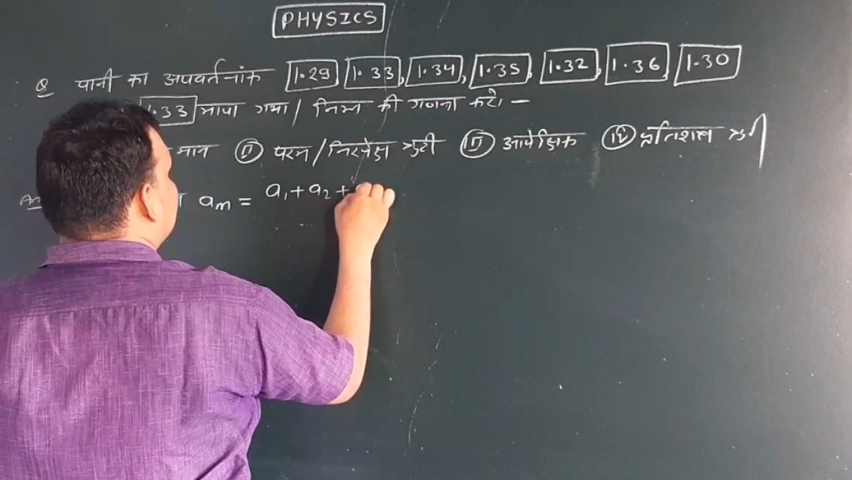 PHYSICS
Q पानी का अपवर्तनांक 1.29 1.33, 1.34, 1.35, 1.32, 1.36, 1.30
1.33 मापा गया / निम्न की गणना करो –
मान (ii) परम / निरपेक्ष त्रुटी (iii) आपेक्षिक (iv) प्रतिशत त्रुटी
An a_m = a₁ + a₂ +